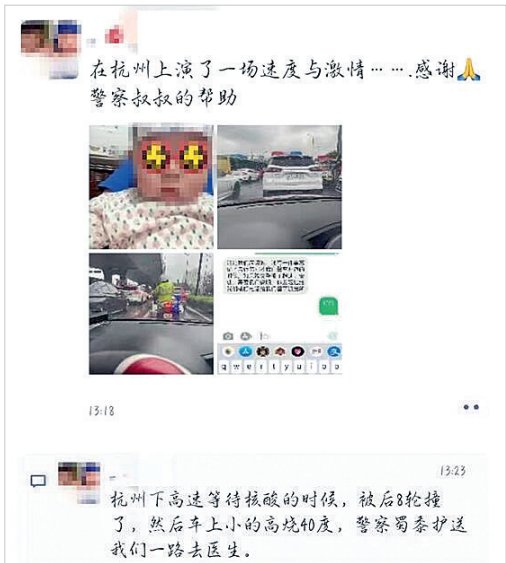 在杭州上演了一场速度与激情…….感谢🙏
警察叔叔的帮助
q w e r t y u i o p
13:18
13:23
杭州下高速等待核酸的时候，被后8轮撞
了，然后车上小的高烧40度，警察蜀黍护送
我们一路去医生。